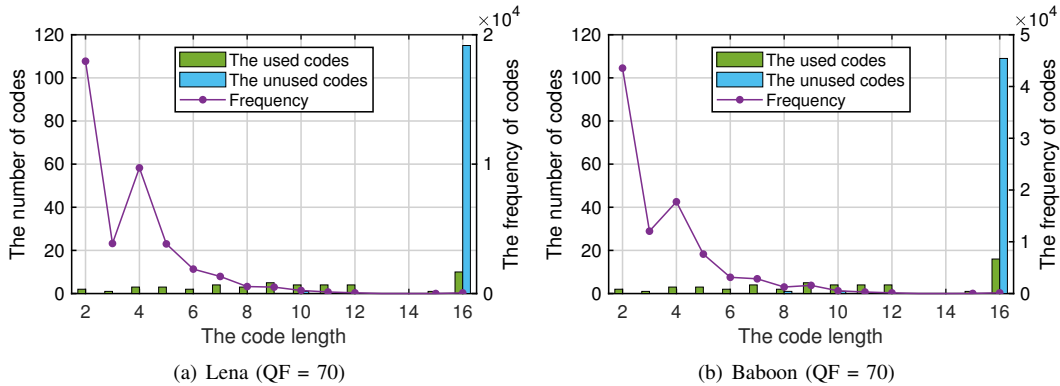 ×10⁴
120
100
80
60
40
20
0
The number of codes
The used codes
The unused codes
Frequency
2
1
0
The frequency of codes
2 4 6 8 10 12 14 16
The code length
(a) Lena (QF = 70)
×10⁴
120
100
80
60
40
20
0
The number of codes
The used codes
The unused codes
Frequency
5
4
3
2
1
0
The frequency of codes
2 4 6 8 10 12 14 16
The code length
(b) Baboon (QF = 70)